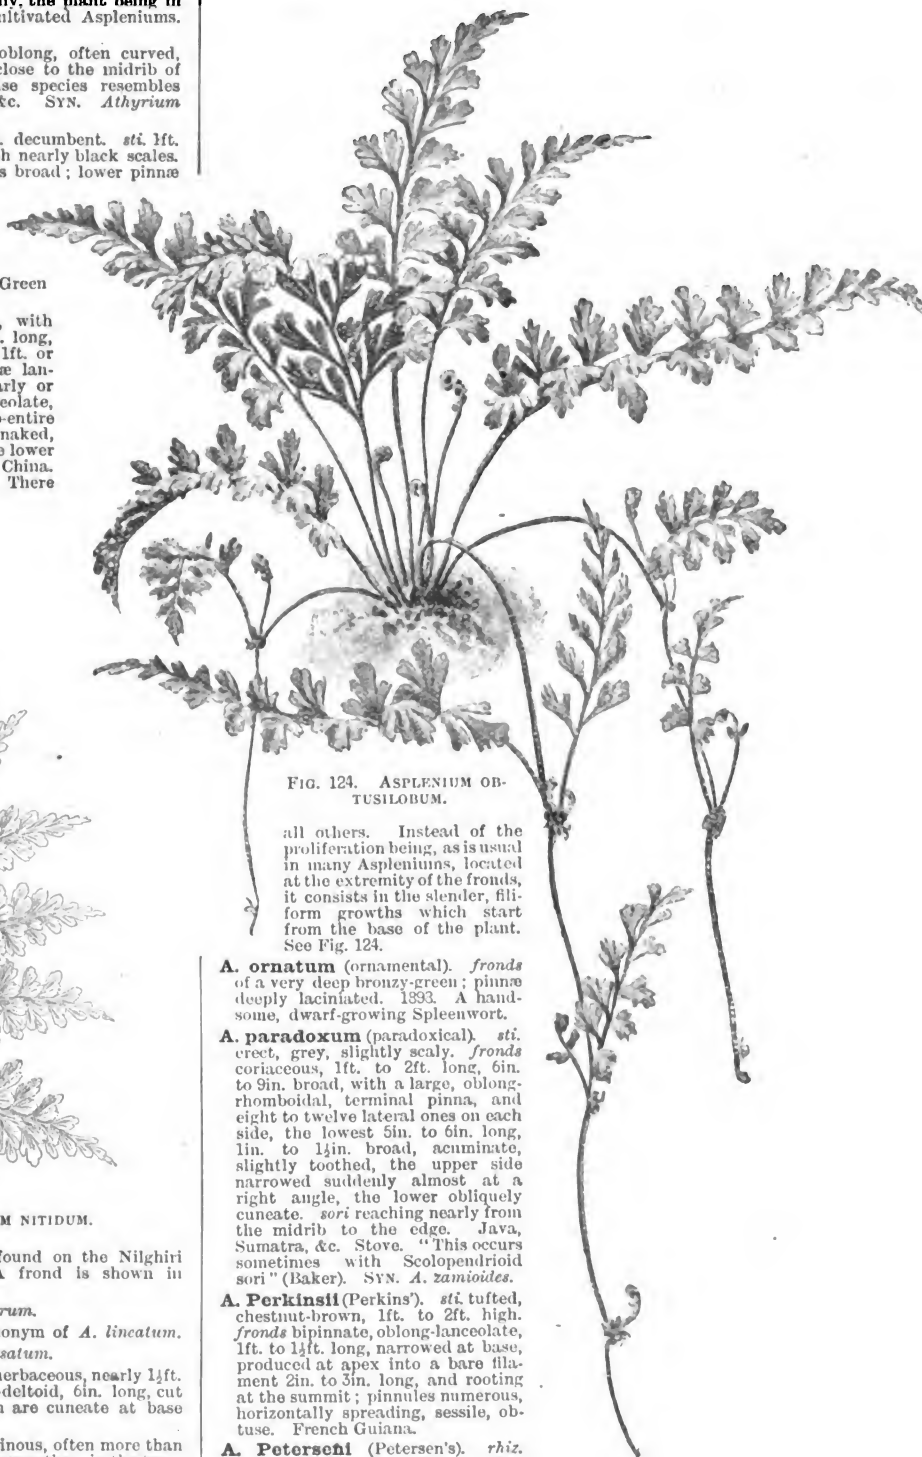 the plant being in
Aspleniums.
oblong, often curved,
close to the midrib of
species resembles
SYN. Athyrium
decumbent. sti. 1ft.
nearly black scales.
broad ; lower pinnæ
Green
with
long,
1ft. or
or
naked,
lower
China.
There
M NITIDUM.
found on the Nilghiri
frond is shown in
of A. lineatum.
herbaceous, nearly 1½ft.
-deltoid, 6in. long, cut
are cuneate at base
often more than
FIG. 124. ASPLENIUM OB-
TUSILOBUM.
all others. Instead of the
proliferation being, as is usual
in many Aspleniums, located
at the extremity of the fronds,
it consists in the slender, fili-
form growths which start
from the base of the plant.
See Fig. 124.
A. ornatum (ornamental). fronds
of a very deep bronzy-green ; pinnæ
deeply laciniated. 1893. A hand-
some, dwarf-growing Spleenwort.
A. paradoxum (paradoxical). sti.
erect, grey, slightly scaly. fronds
coriaceous, 1ft. to 2ft. long, 6in.
to 9in. broad, with a large, oblong-
rhomboidal, terminal pinna, and
eight to twelve lateral ones on each
side, the lowest 5in. to 6in. long,
1in. to 1½in. broad, acuminate,
slightly toothed, the upper side
narrowed suddenly almost at a
right angle, the lower obliquely
cuneate. sori reaching nearly from
the midrib to the edge. Java,
Sumatra, &c. Stove. "This occurs
sometimes with Scolopendrioid
sori" (Baker). SYN. A. zamioides.
A. Perkinsii (Perkins'). sti. tufted,
chestnut-brown, 1ft. to 2ft. high.
fronds bipinnate, oblong-lanceolate,
1ft. to 1½ft. long, narrowed at base,
produced at apex into a bare fila-
ment 2in. to 3in. long, and rooting
at the summit ; pinnules numerous,
horizontally spreading, sessile, ob-
tuse. French Guiana.
A. Peterseni (Petersen's). rhiz.